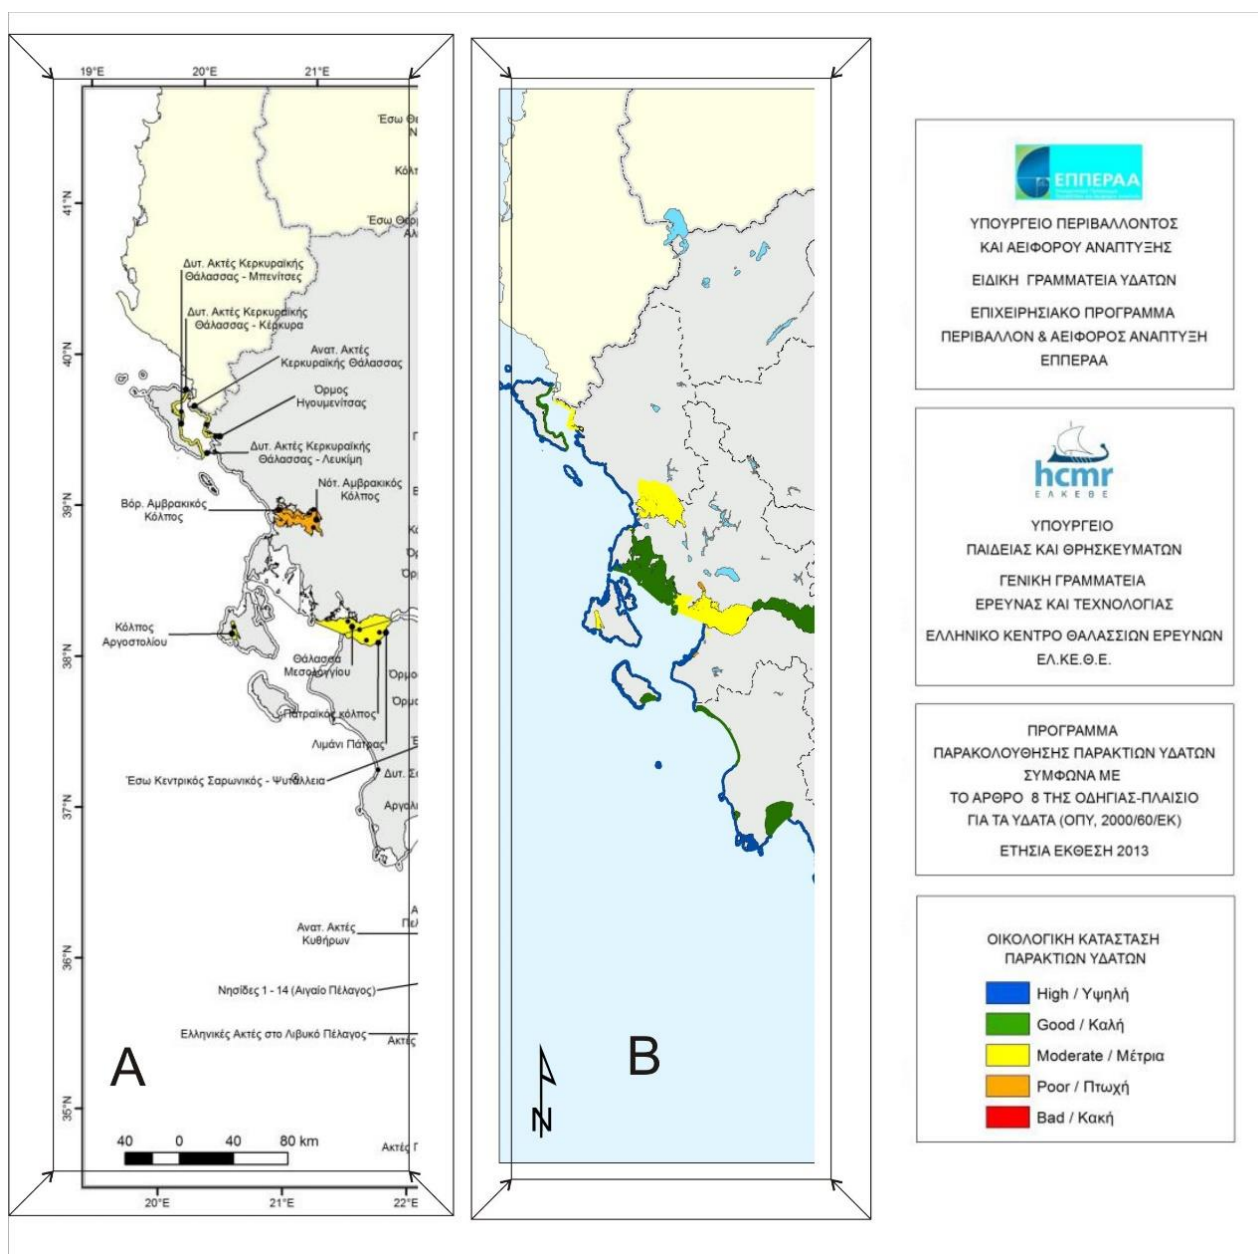 19°E 20°E 21°E
41°N
40°N
39°N
38°N
37°N
36°N
35°N
Έσω Θε
Ν
Κόλπ
Έσω Θερμ
Αλ
Δυτ. Ακτές Κερκυραϊκής
Θάλασσας - Μπενίτσες
Δυτ. Ακτές Κερκυραϊκής
Θάλασσας - Κέρκυρα
Ανατ. Ακτές
Κερκυραϊκής Θάλασσας
Όρμος
Ηγουμενίτσας
Δυτ. Ακτές Κερκυραϊκής
Θάλασσας - Λευκίμη
Νότ. Αμβρακικός
Κόλπος
Βόρ. Αμβρακικός
Κόλπος
Κόλπος
Αργοστολίου
Θάλασσα
Μεσολογγίου
Όρμο
Όρμ
Πατραϊκός κόλπος
Λιμάνι Πάτρας
Έσω Κεντρικός Σαρωνικός - Ψυτάλλεια
Δυτ. Σ
Αργολ
Α
Πελ
Ανατ. Ακτές
Κυθήρων
Νησίδες 1 - 14 (Αιγαίο Πέλαγος)
Ελληνικές Ακτές στο Λιβυκό Πέλαγος
Ακτές
Ακτές Γ
A
40 0 40 80 km
20°E 21°E 22°E
B
N
ΕΠΠΕΡΑΑ
ΥΠΟΥΡΓΕΙΟ ΠΕΡΙΒΑΛΛΟΝΤΟΣ
ΚΑΙ ΑΕΙΦΟΡΟΥ ΑΝΑΠΤΥΞΗΣ
ΕΙΔΙΚΗ ΓΡΑΜΜΑΤΕΙΑ ΥΔΑΤΩΝ
ΕΠΙΧΕΙΡΗΣΙΑΚΟ ΠΡΟΓΡΑΜΜΑ
ΠΕΡΙΒΑΛΛΟΝ & ΑΕΙΦΟΡΟΣ ΑΝΑΠΤΥΞΗ
ΕΠΠΕΡΑΑ
hcmr
ΕΛΚΕΘΕ
ΥΠΟΥΡΓΕΙΟ
ΠΑΙΔΕΙΑΣ ΚΑΙ ΘΡΗΣΚΕΥΜΑΤΩΝ
ΓΕΝΙΚΗ ΓΡΑΜΜΑΤΕΙΑ
ΕΡΕΥΝΑΣ ΚΑΙ ΤΕΧΝΟΛΟΓΙΑΣ
ΕΛΛΗΝΙΚΟ ΚΕΝΤΡΟ ΘΑΛΑΣΣΙΩΝ ΕΡΕΥΝΩΝ
ΕΛ.ΚΕ.Θ.Ε.
ΠΡΟΓΡΑΜΜΑ
ΠΑΡΑΚΟΛΟΥΘΗΣΗΣ ΠΑΡΑΚΤΙΩΝ ΥΔΑΤΩΝ
ΣΥΜΦΩΝΑ ΜΕ
ΤΟ ΑΡΘΡΟ 8 ΤΗΣ ΟΔΗΓΙΑΣ-ΠΛΑΙΣΙΟ
ΓΙΑ ΤΑ ΥΔΑΤΑ (ΟΠΥ, 2000/60/ΕΚ)
ΕΤΗΣΙΑ ΕΚΘΕΣΗ 2013
ΟΙΚΟΛΟΓΙΚΗ ΚΑΤΑΣΤΑΣΗ
ΠΑΡΑΚΤΙΩΝ ΥΔΑΤΩΝ
High / Υψηλή
Good / Καλή
Moderate / Μέτρια
Poor / Πτωχή
Bad / Κακή